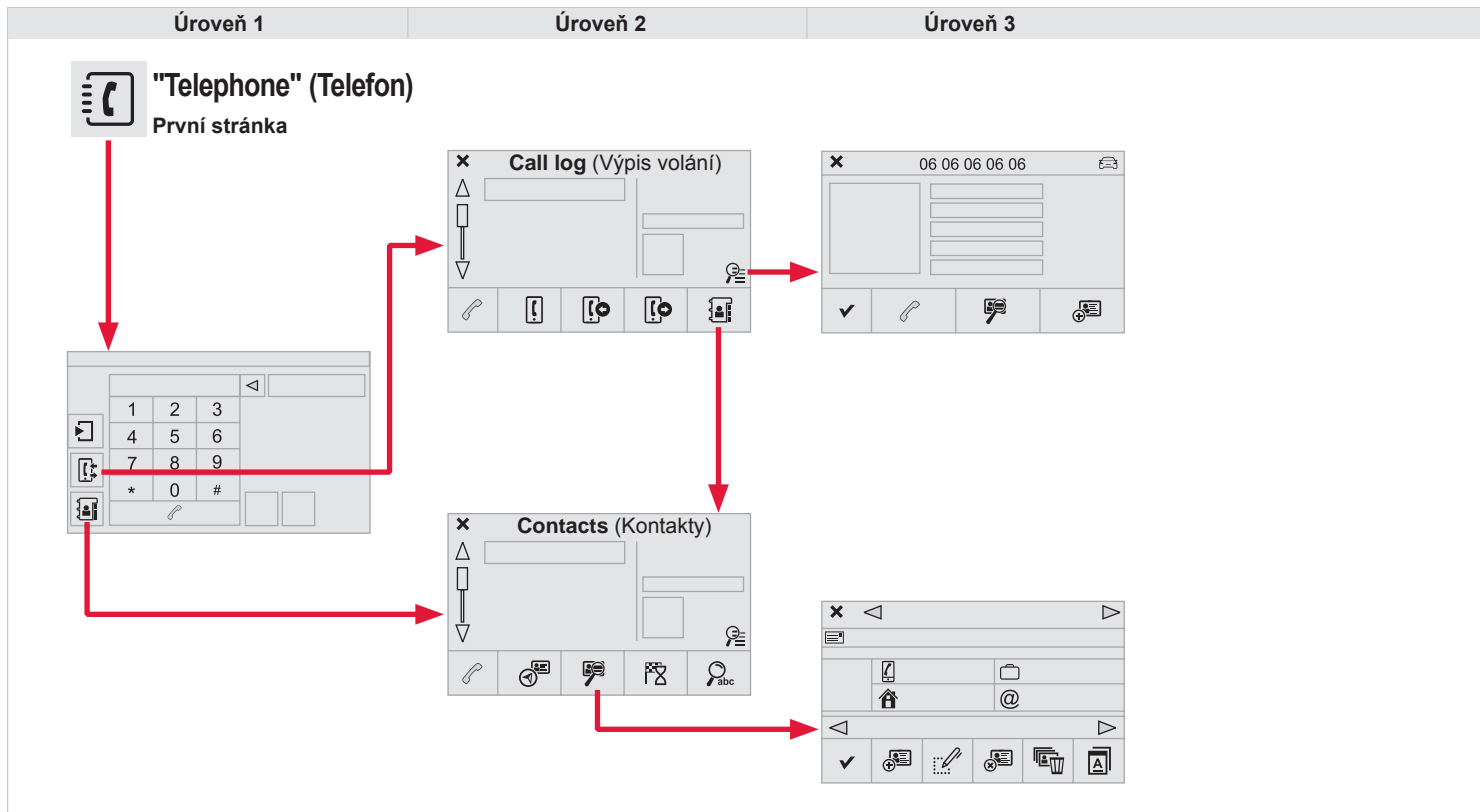 Úroveň 1 Úroveň 2 Úroveň 3
"Telephone" (Telefon)
První stránka
Call log (Výpis volání)
06 06 06 06 06
1 2 3
4 5 6
7 8 9
* 0 #
Contacts (Kontakty)
abc
@
A